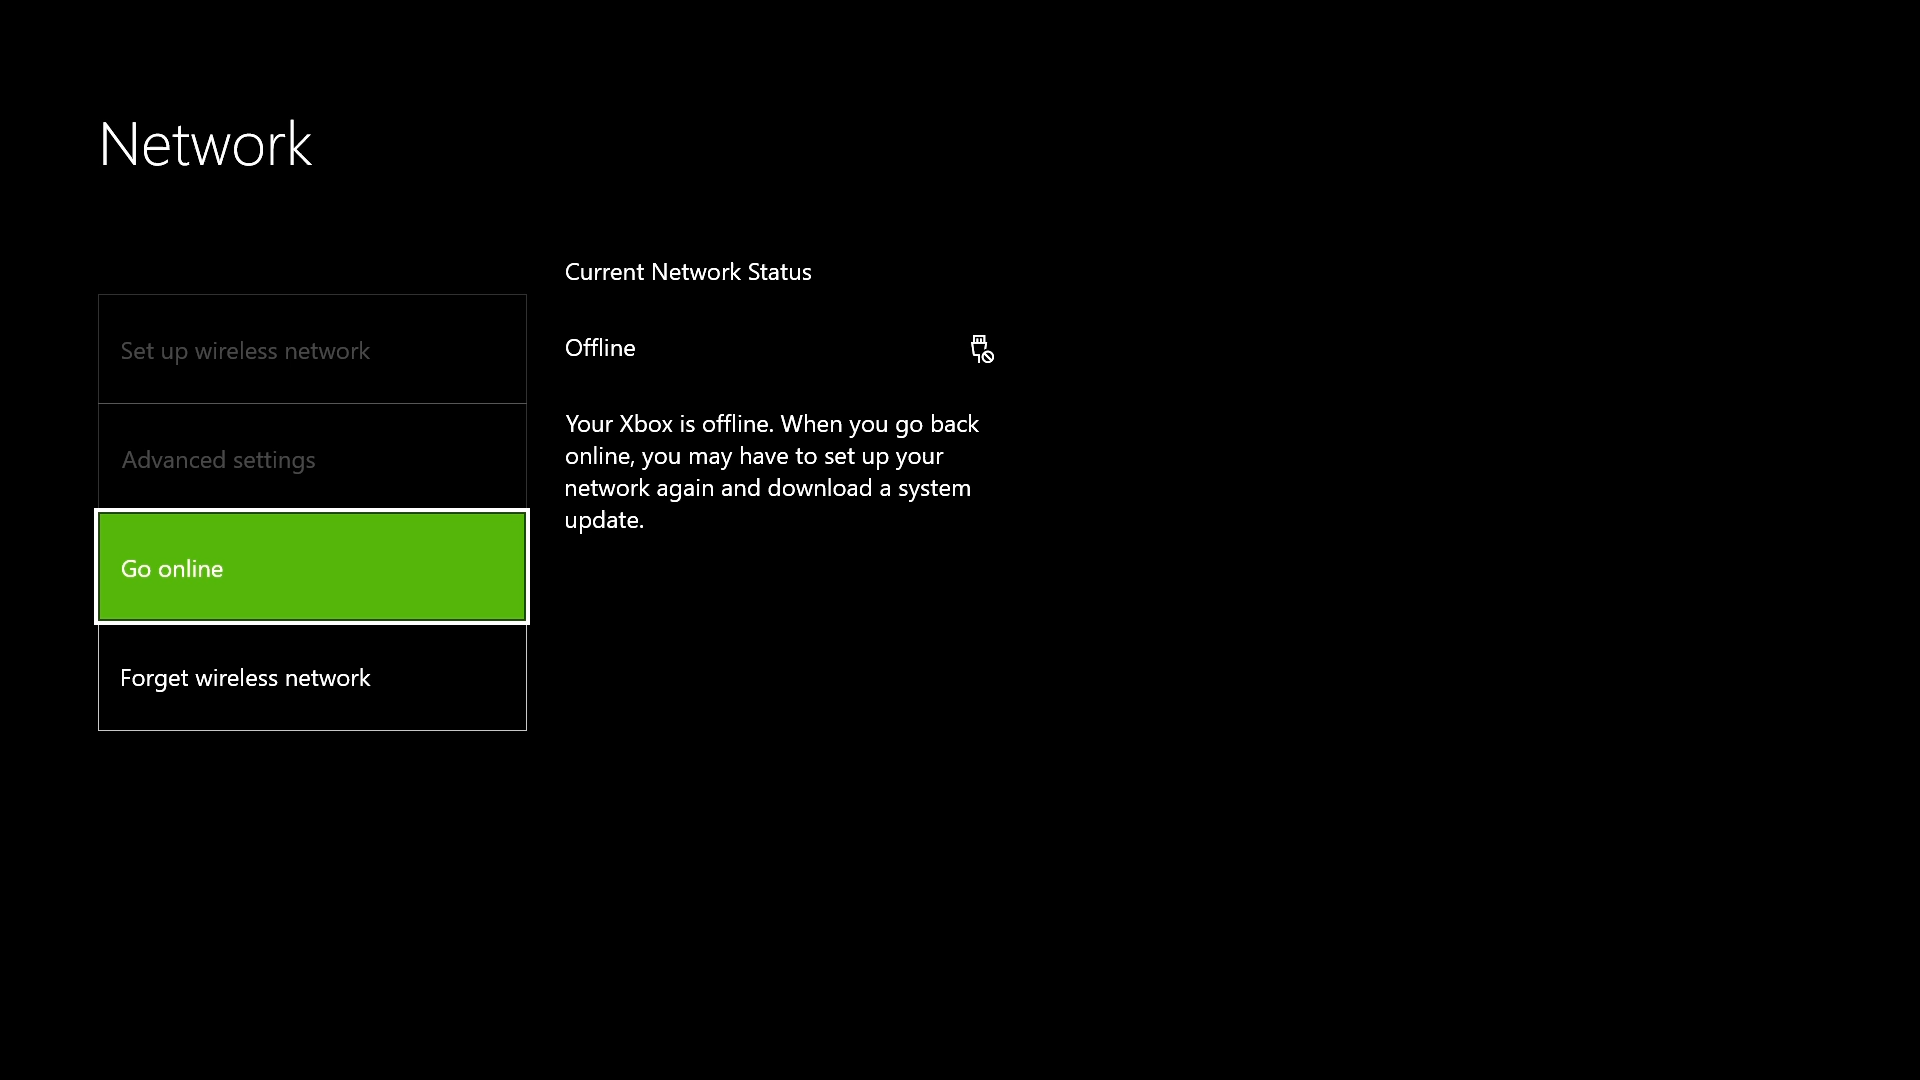 Network
Current Network Status
Set up wireless network
Offline
Advanced settings
Your Xbox is offline. When you go back
online, you may have to set up your
network again and download a system
update.
Go online
Forget wireless network